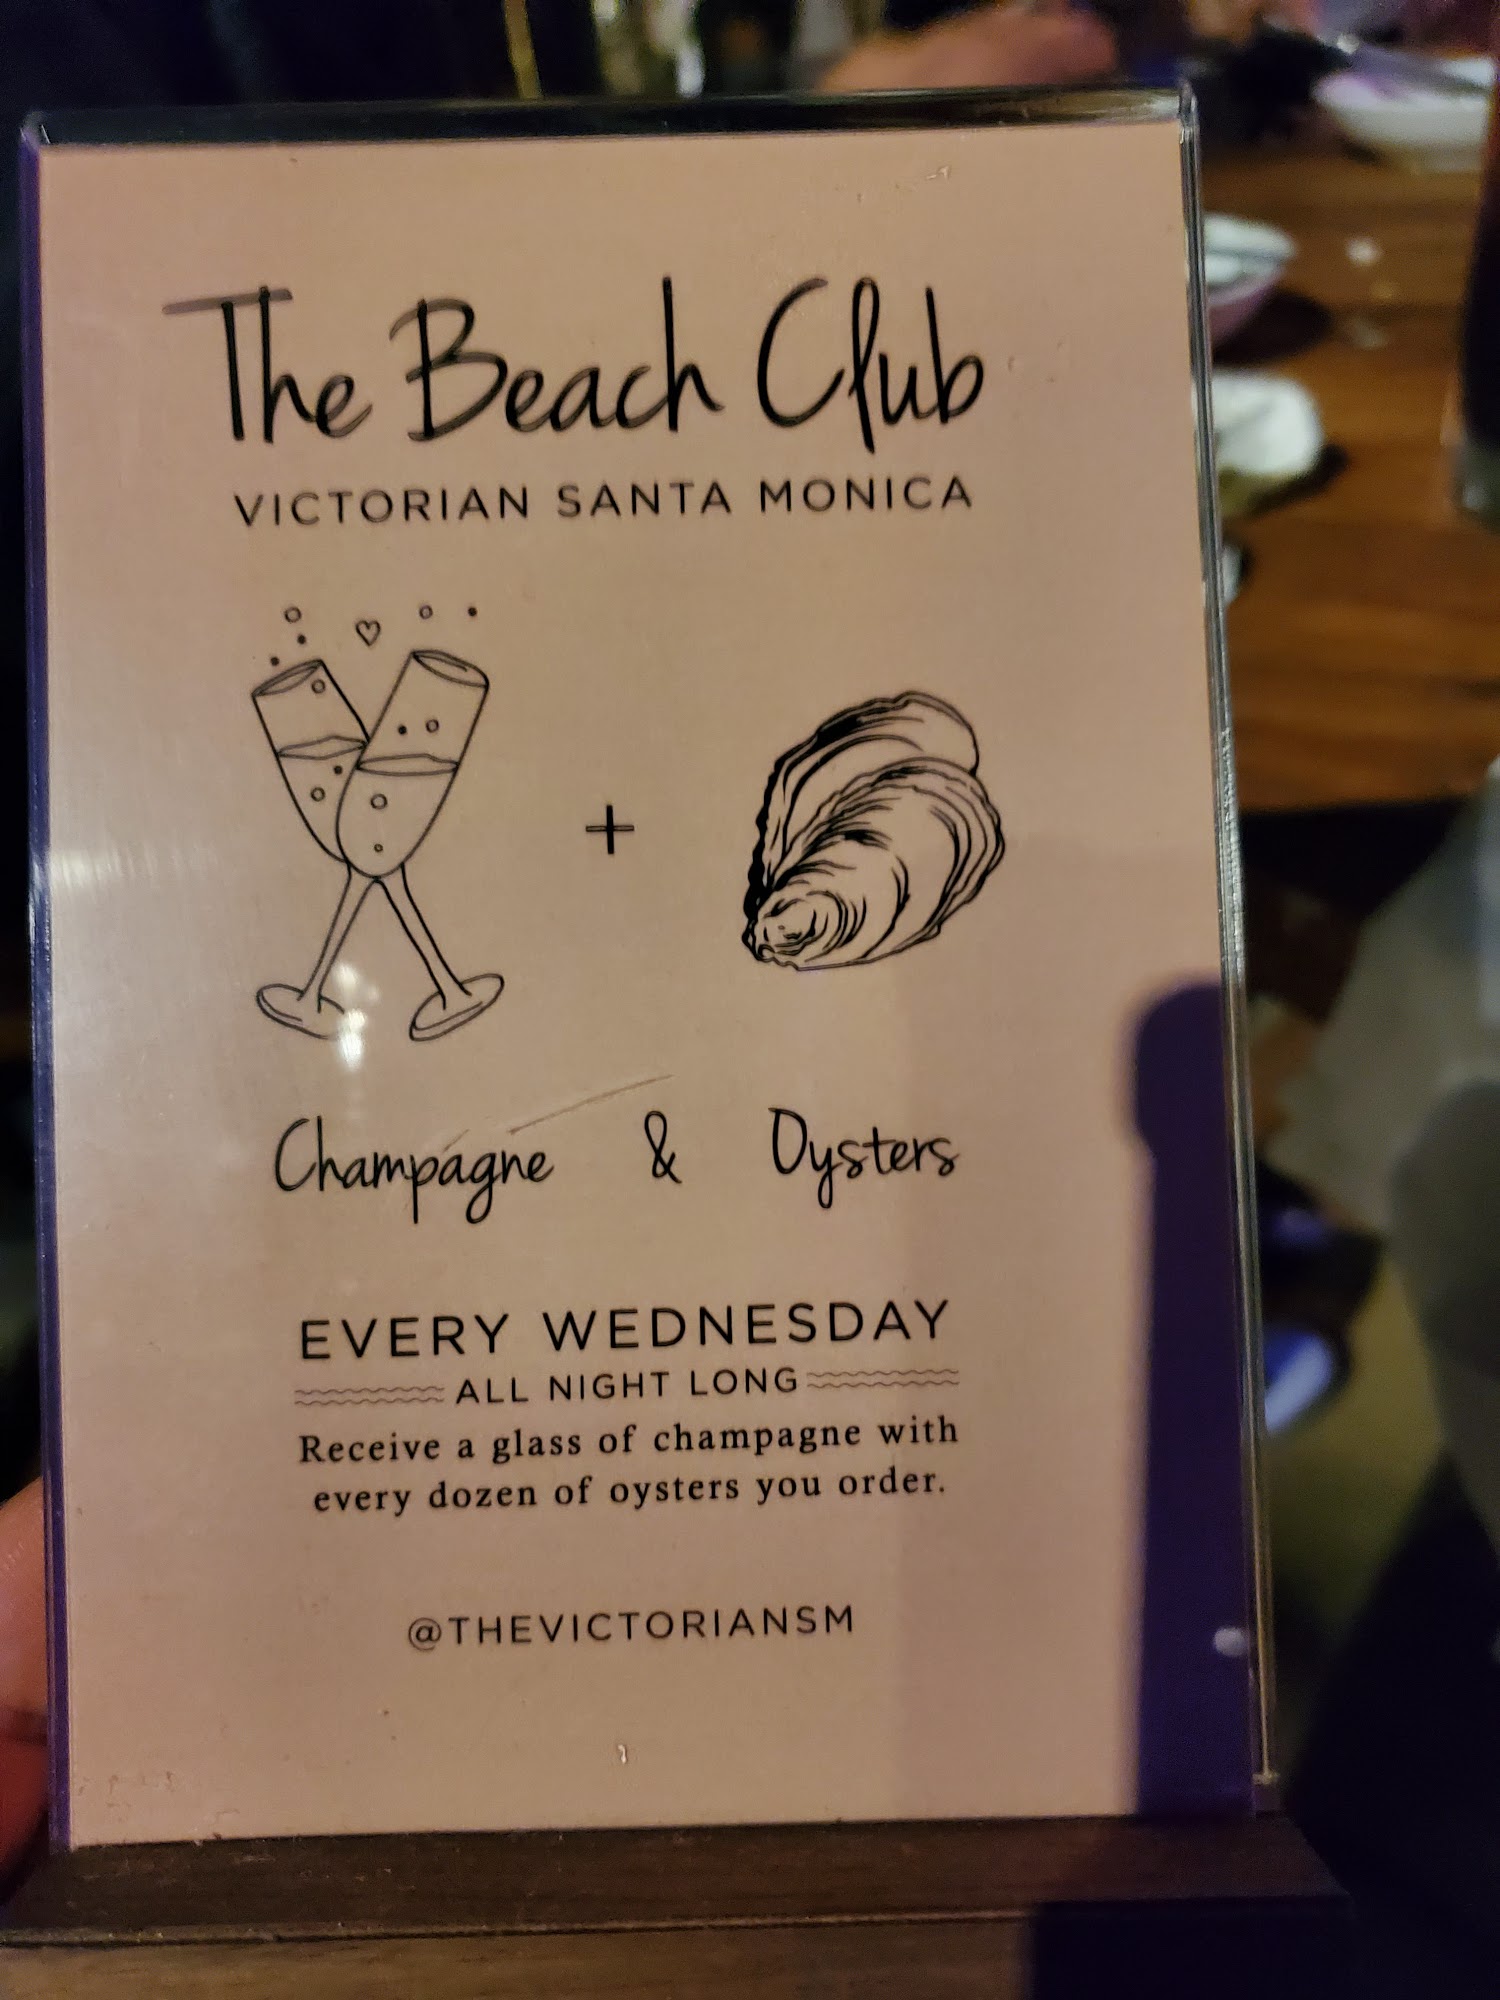 The Beach Club
VICTORIAN SANTA MONICA
+
Champagne & Oysters
EVERY WEDNESDAY
ALL NIGHT LONG
Receive a glass of champagne with
every dozen of oysters you order.
@THEVICTORIANSM